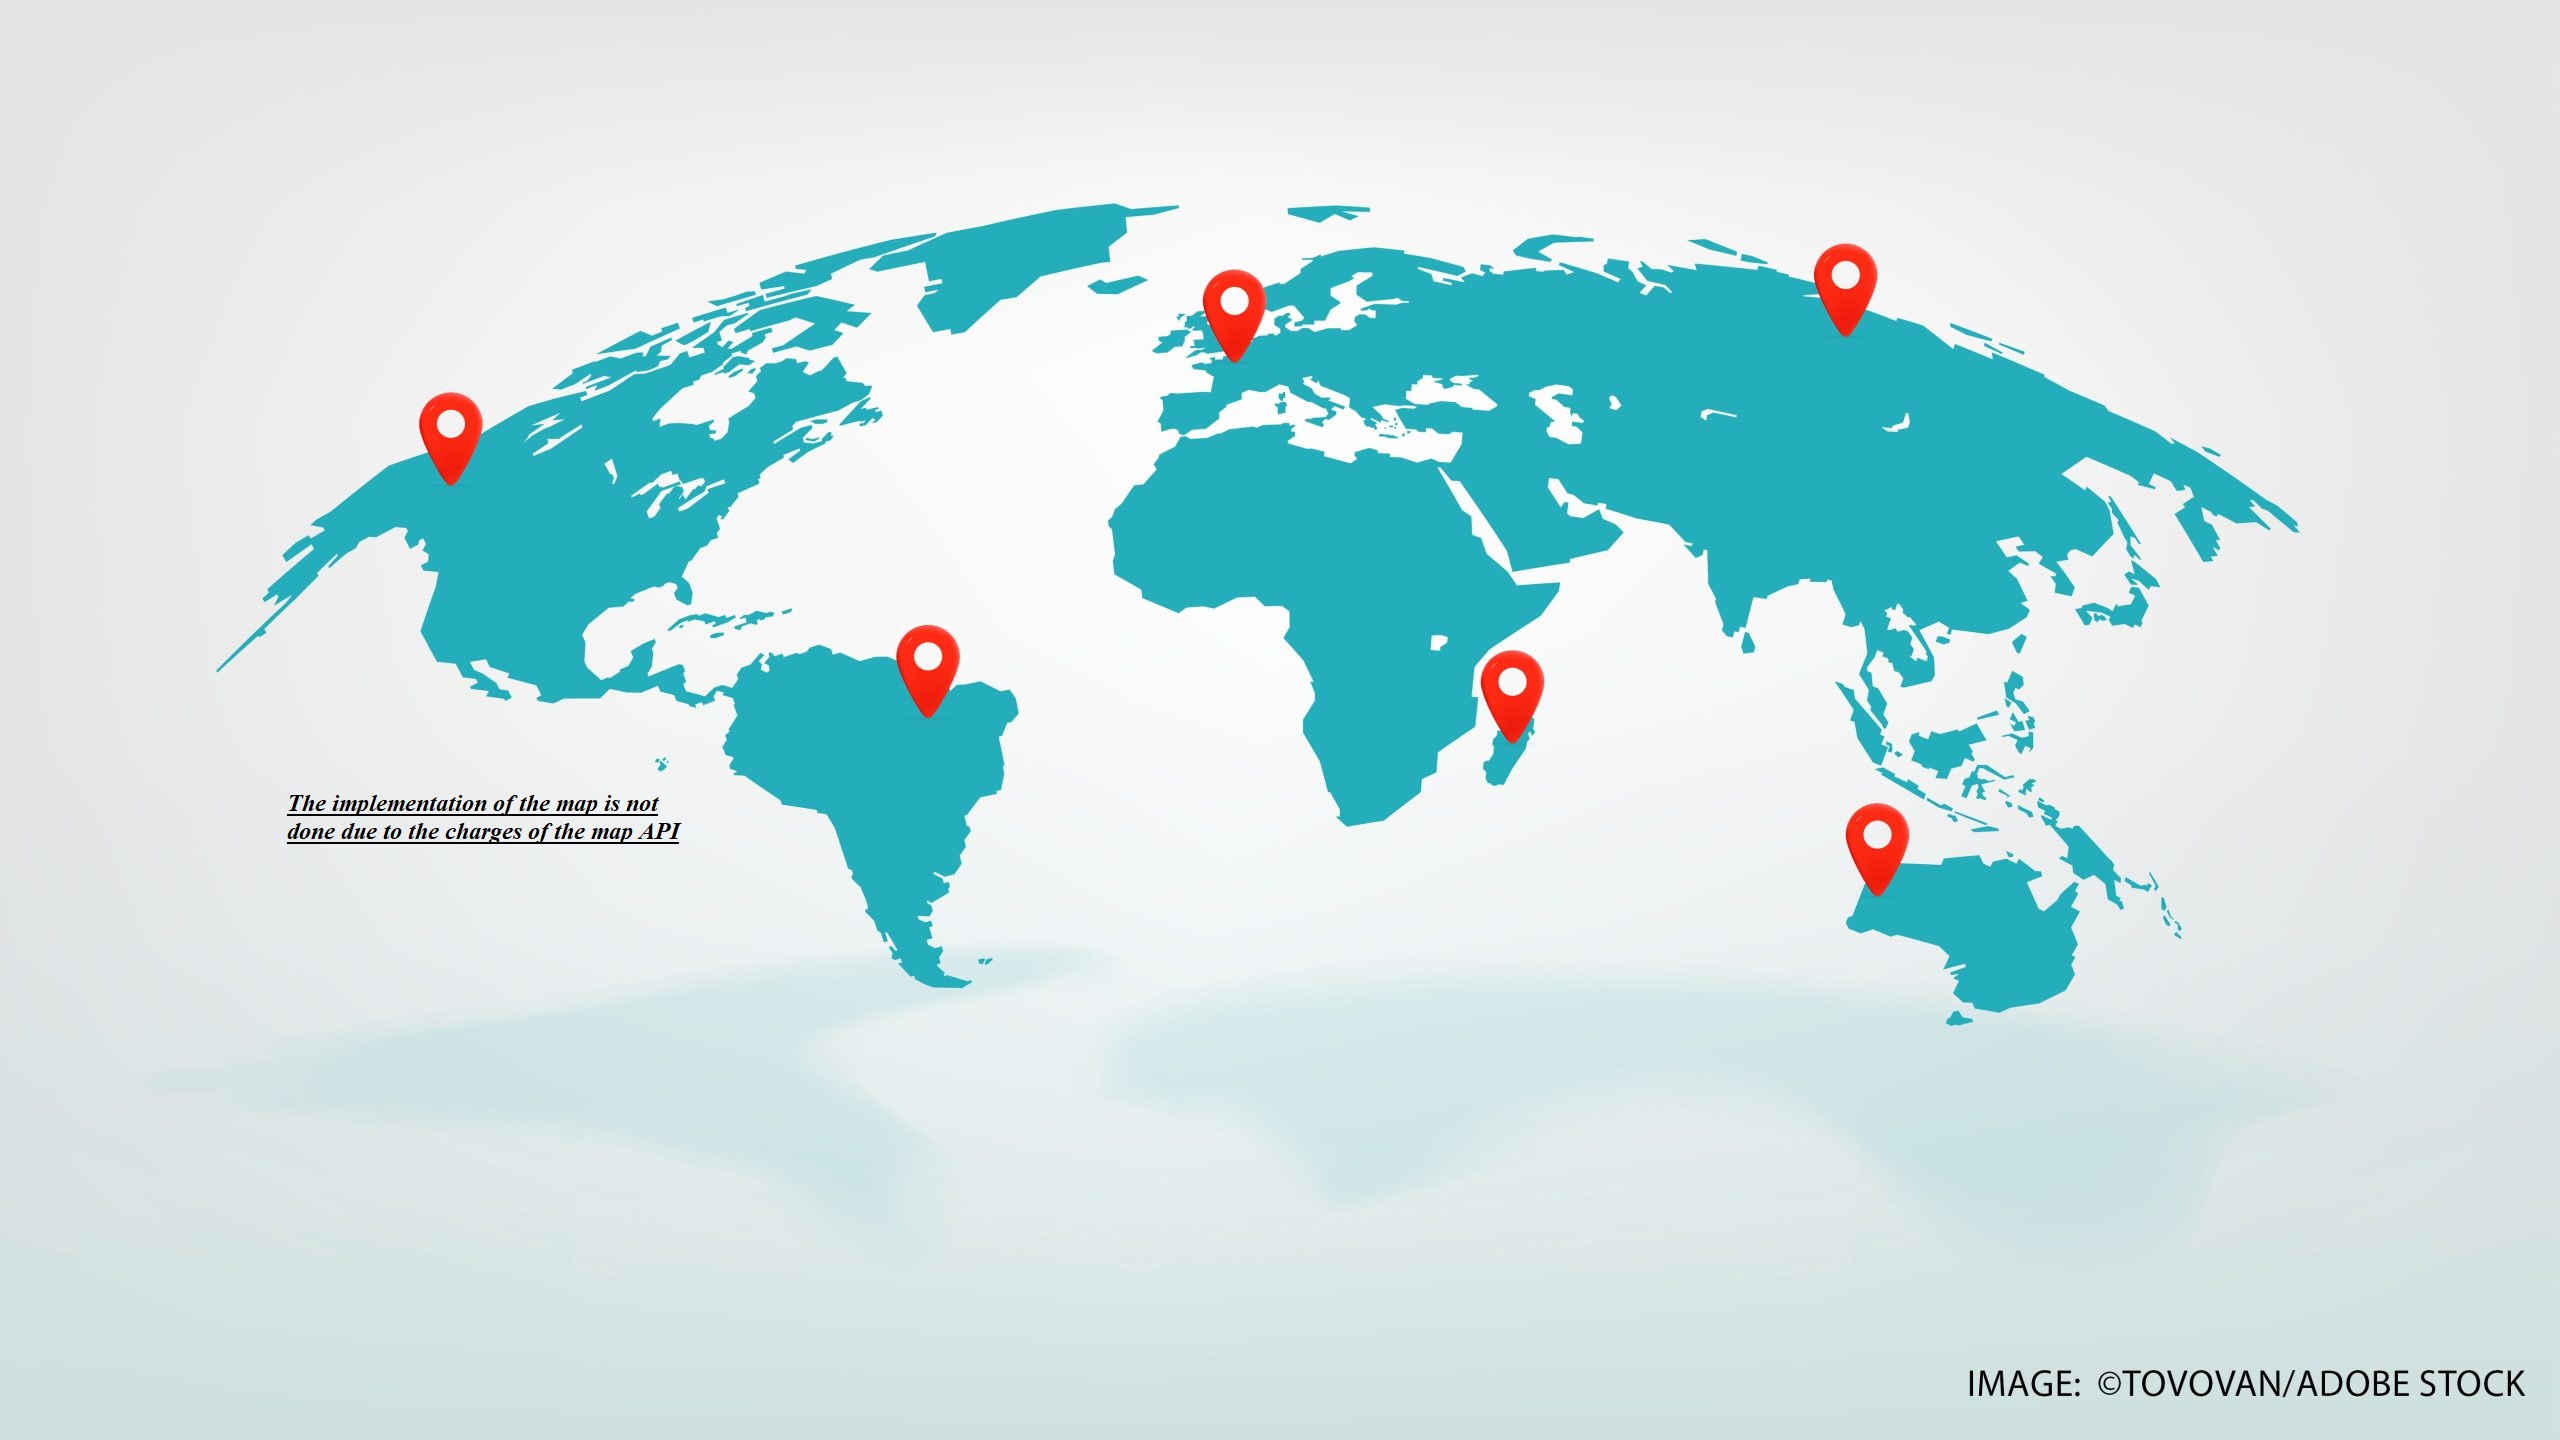 The implementation of the map is not
done due to the charges of the map API
IMAGE: ©TOVOVAN/ADOBE STOCK